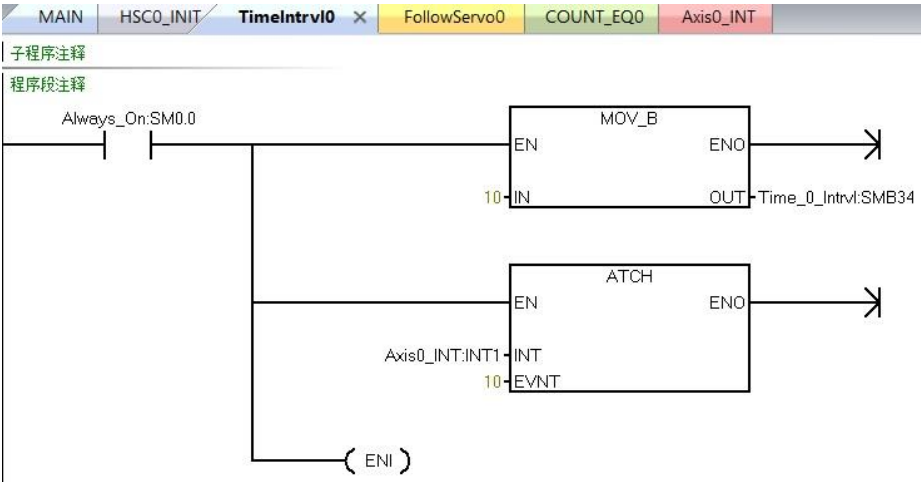 MAIN HSC0_INIT TimeIntrvl0 × FollowServo0 COUNT_EQ0 Axis0_INT
子程序注释
程序段注释
Always_On:SM0.0
MOV_B
EN ENO
10 IN OUT Time_0_Intrvl:SMB34
ATCH
EN ENO
Axis0_INT:INT1 INT
10 EVNT
ENI